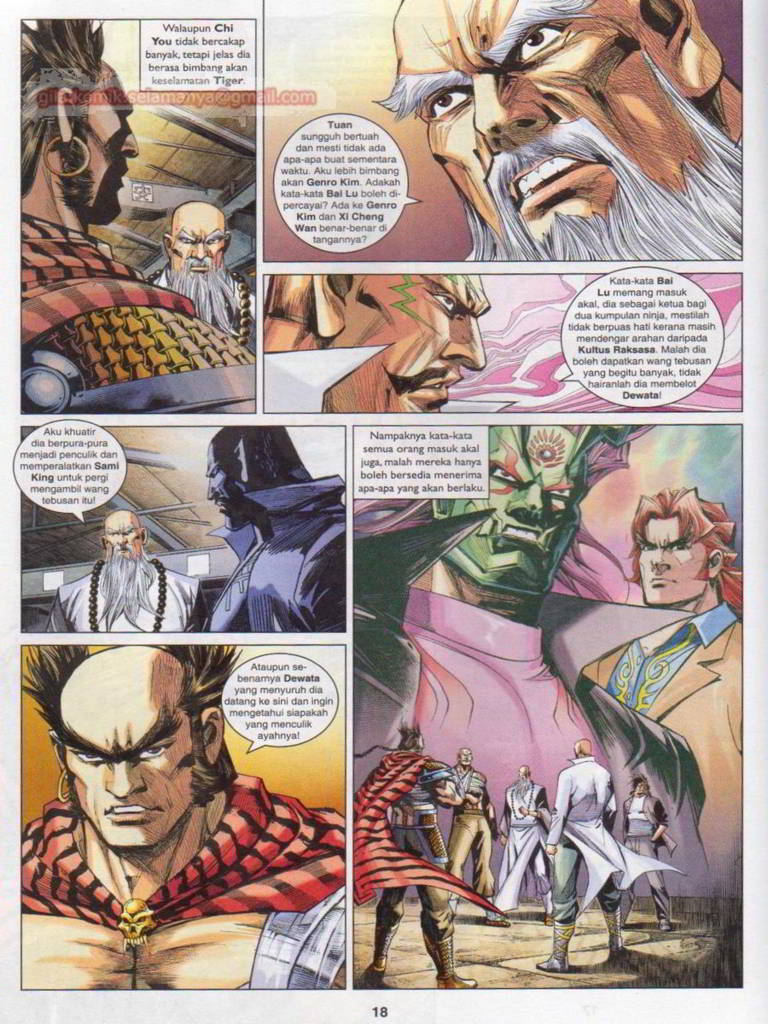 Walaupun Chi
You tidak bercakap
banyak, tetapi jelas dia
berasa bimbang akan
keselamatan Tiger.
Tuan
sungguh bertuah
dan mesti tidak ada
apa-apa buat sementara
waktu. Aku lebih bimbang
akan Genro Kim. Adakah
kata-kata Bai Lu boleh di-
percayai? Ada ke Genro
Kim dan Xi Cheng
Wan benar-benar di
tangannya?
Kata-kata Bai
Lu memang masuk
akal, dia sebagai ketua bagi
dua kumpulan ninja, mestilah
tidak berpuas hati kerana masih
mendengar arahan daripada
Kultus Raksasa. Malah dia
boleh dapatkan wang tebusan
yang begitu banyak, tidak
hairanlah dia membelot
Dewata!
Aku khuatir
dia berpura-pura
menjadi penculik dan
memperalatkan Sami
King untuk pergi
mengambil wang
tebusan itu!
Nampaknya kata-kata
semua orang masuk akal
juga, malah mereka hanya
boleh bersedia menerima
apa-apa yang akan berlaku.
Ataupun se-
benarnya Dewata
yang menyuruh dia
datang ke sini dan ingin
mengetahui siapakah
yang menculik
ayahnya!
18